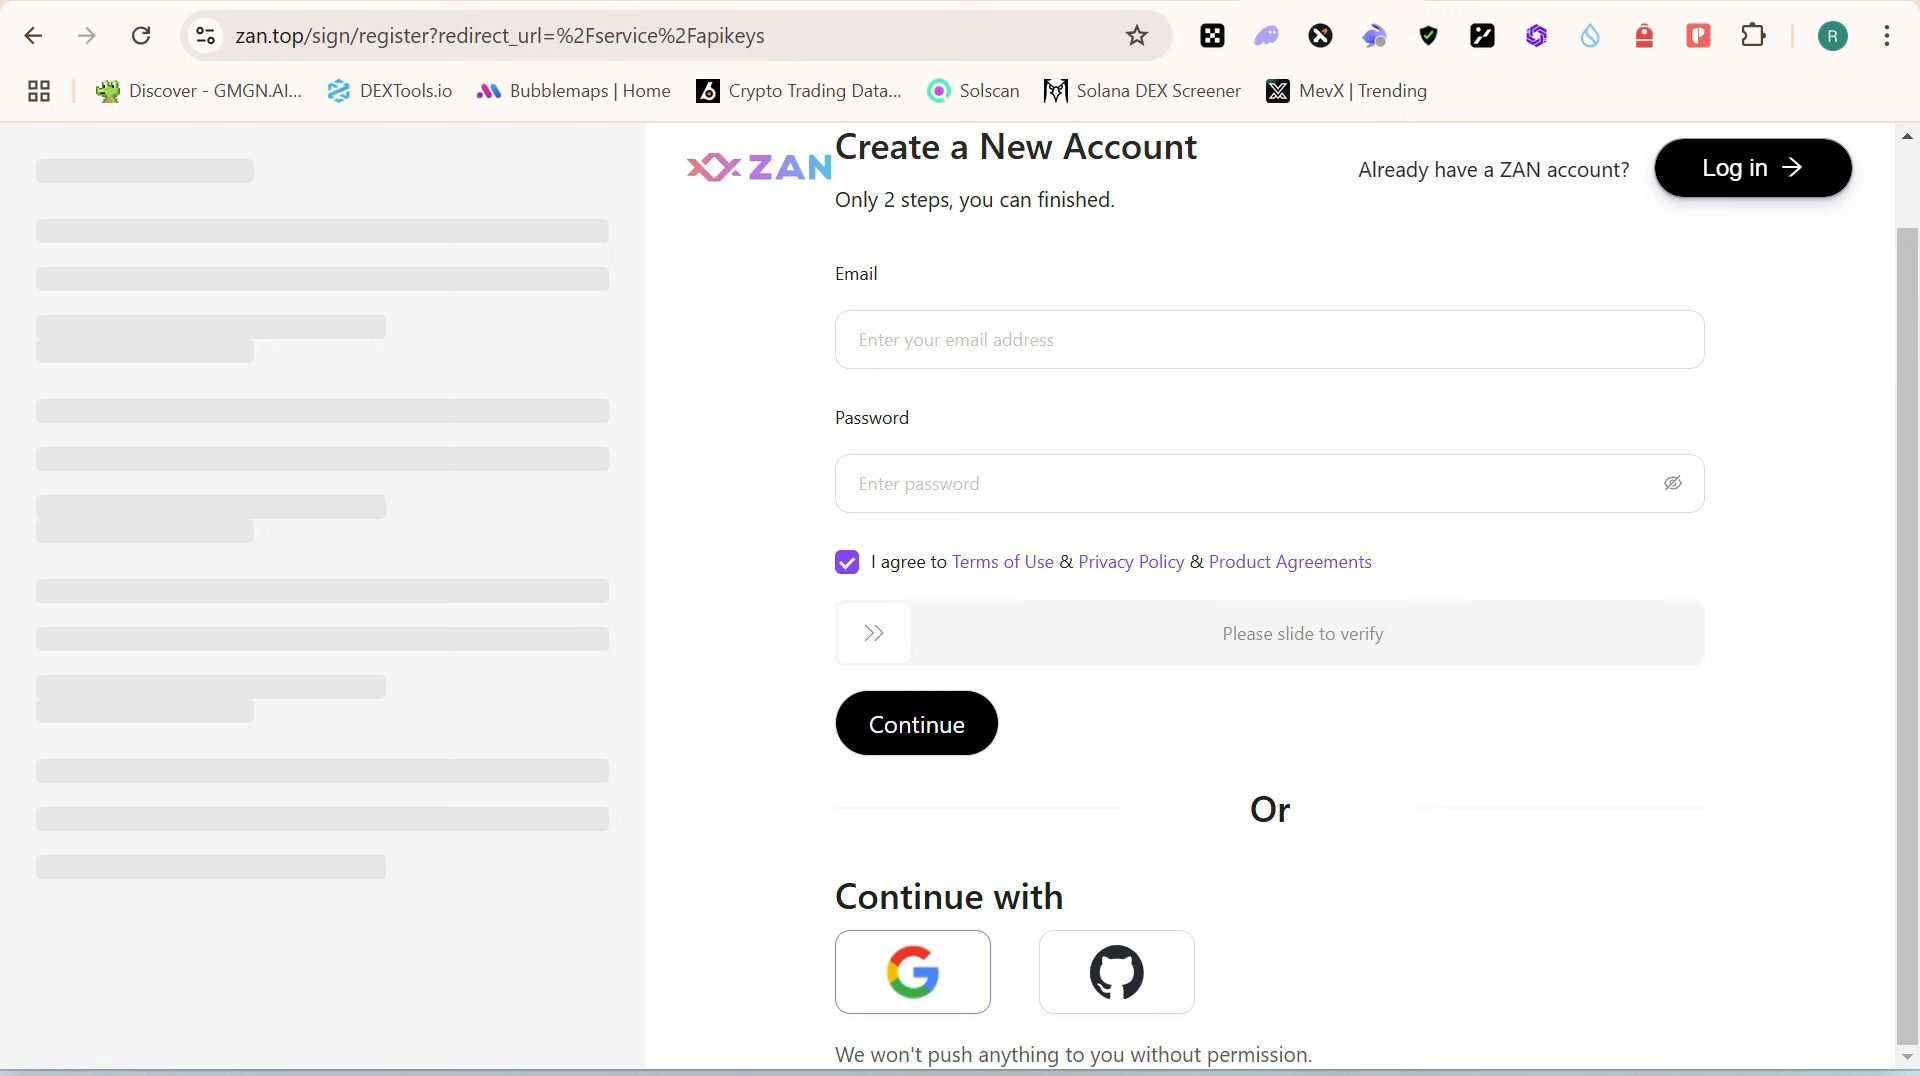 zan.top/sign/register?redirect_url=%2Fservice%2Fapikeys
R
Discover - GMGN.AI...
DEXTools.io
Bubblemaps | Home
Crypto Trading Data...
Solscan
Solana DEX Screener
MevX | Trending
ZAN
Create a New Account
Already have a ZAN account?
Log in
Only 2 steps, you can finished.
Email
Enter your email address
Password
Enter password
I agree to Terms of Use & Privacy Policy & Product Agreements
Please slide to verify
Continue
Or
Continue with
We won't push anything to you without permission.